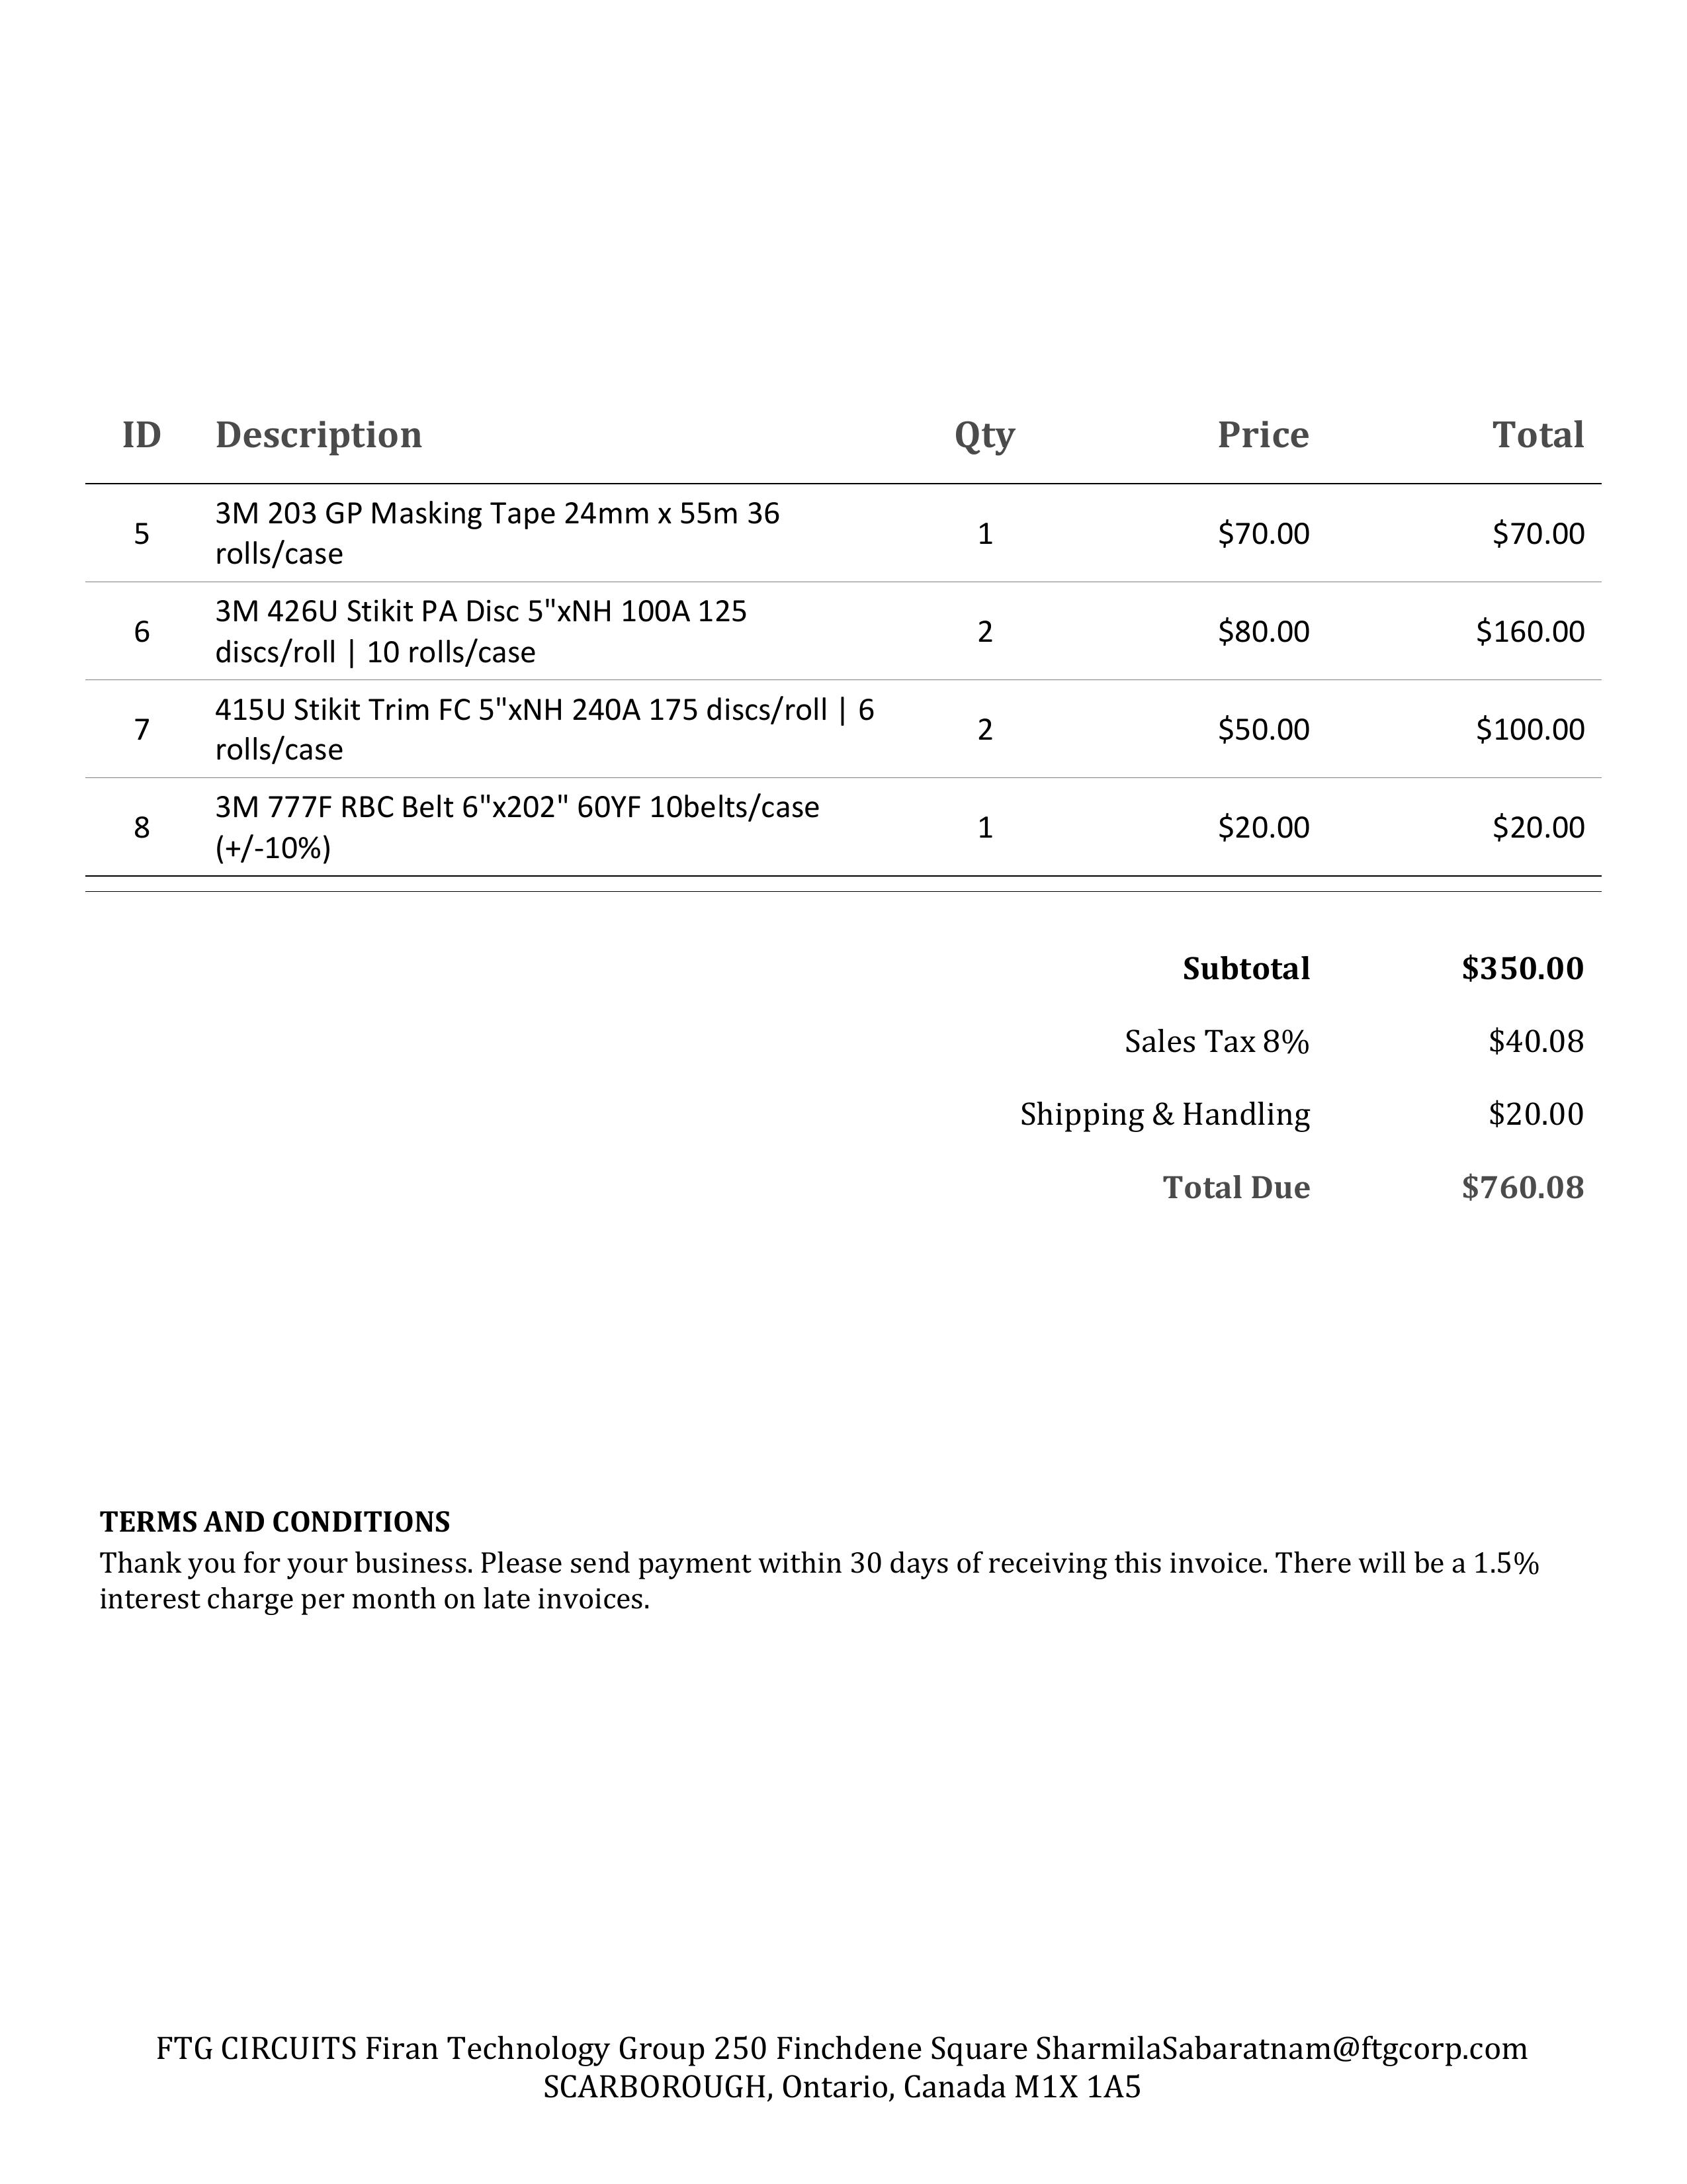 ID Description Qty Price Total
5 3M 203 GP Masking Tape 24mm x 55m 36 rolls/case 1 $70.00 $70.00
6 3M 426U Stikit PA Disc 5"xNH 100A 125 discs/roll | 10 rolls/case 2 $80.00 $160.00
7 415U Stikit Trim FC 5"xNH 240A 175 discs/roll | 6 rolls/case 2 $50.00 $100.00
8 3M 777F RBC Belt 6"x202" 60YF 10belts/case (+/-10%) 1 $20.00 $20.00
Subtotal $350.00
Sales Tax 8% $40.08
Shipping & Handling $20.00
Total Due $760.08
TERMS AND CONDITIONS
Thank you for your business. Please send payment within 30 days of receiving this invoice. There will be a 1.5%
interest charge per month on late invoices.
FTG CIRCUITS Firan Technology Group 250 Finchdene Square SharmilaSabaratnam@ftgcorp.com
SCARBOROUGH, Ontario, Canada M1X 1A5